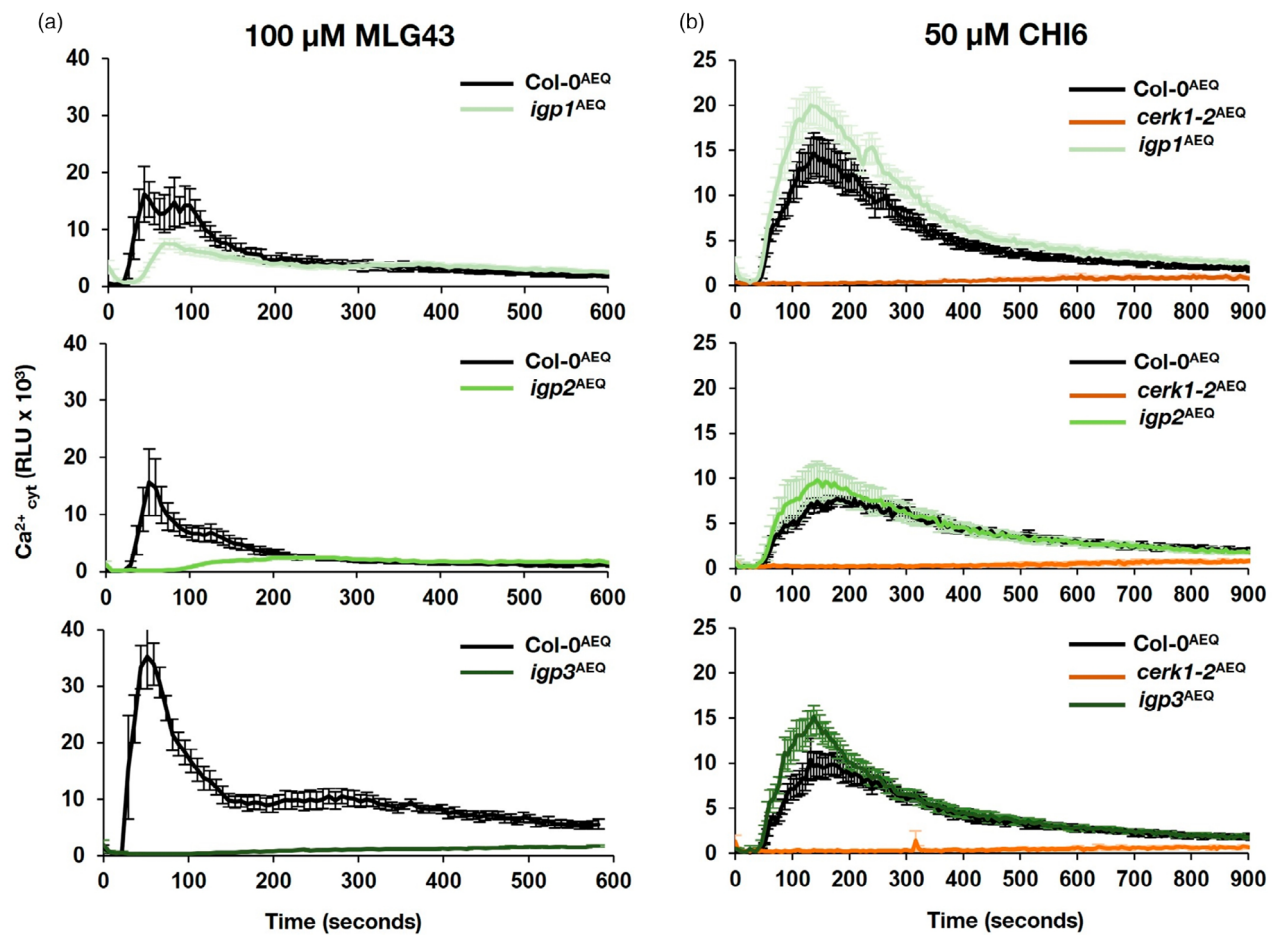 (a)
100 µM MLG43
40
30
20
10
0
0 100 200 300 400 500 600
Col-0AEQ
igp1AEQ
40
30
20
10
0
0 100 200 300 400 500 600
Col-0AEQ
igp2AEQ
40
30
20
10
0
0 100 200 300 400 500 600
Col-0AEQ
igp3AEQ
Ca2+ cyt (RLU x 10³)
Time (seconds)
(b)
50 µM CHI6
25
20
15
10
5
0
0 100 200 300 400 500 600 700 800 900
Col-0AEQ
cerk1-2AEQ
igp1AEQ
25
20
15
10
5
0
0 100 200 300 400 500 600 700 800 900
Col-0AEQ
cerk1-2AEQ
igp2AEQ
25
20
15
10
5
0
0 100 200 300 400 500 600 700 800 900
Col-0AEQ
cerk1-2AEQ
igp3AEQ
Time (seconds)